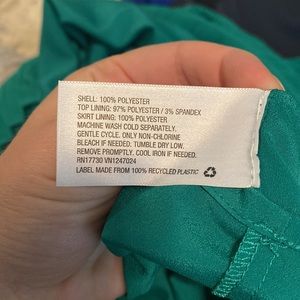 SHELL: 100% POLYESTER
TOP LINING: 97% POLYESTER / 3% SPANDEX
SKIRT LINING: 100% POLYESTER
MACHINE WASH COLD SEPARATELY.
GENTLE CYCLE. ONLY NON-CHLORINE
BLEACH IF NEEDED. TUMBLE DRY LOW.
REMOVE PROMPTLY. COOL IRON IF NEEDED.
RN17730 VN1247024
LABEL MADE FROM 100% RECYCLED PLASTIC